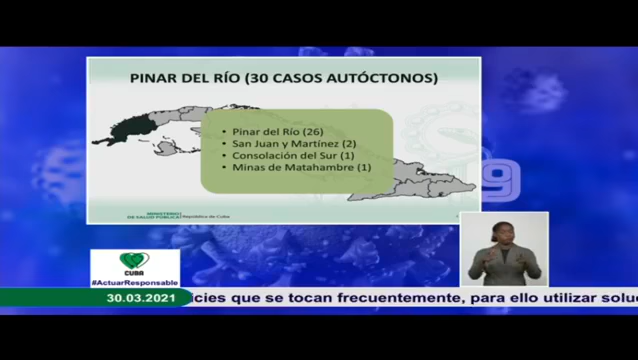 PINAR DEL RÍO (30 CASOS AUTÓCTONOS)
• Pinar del Río (26)
• San Juan y Martínez (2)
• Consolación del Sur (1)
• Minas de Matahambre (1)
9
MINISTERIO
DE SALUD PÚBLICA
República de Cuba
CUBA
#ActuarResponsable
30.03.2021
icies que se tocan frecuentemente, para ello utilizar solu